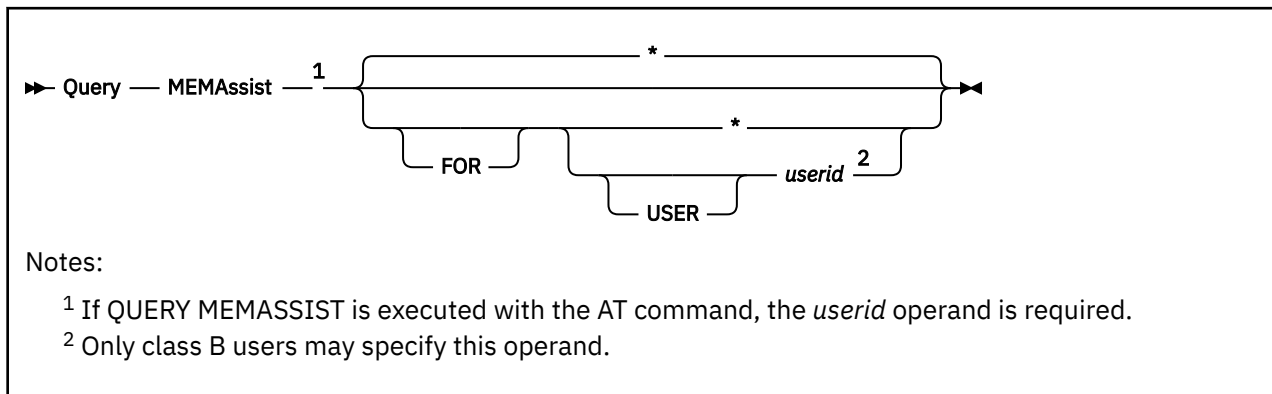 *
Query MEMAssist 1
*
FOR userid 2
USER
Notes:
1 If QUERY MEMASSIST is executed with the AT command, the userid operand is required.
2 Only class B users may specify this operand.